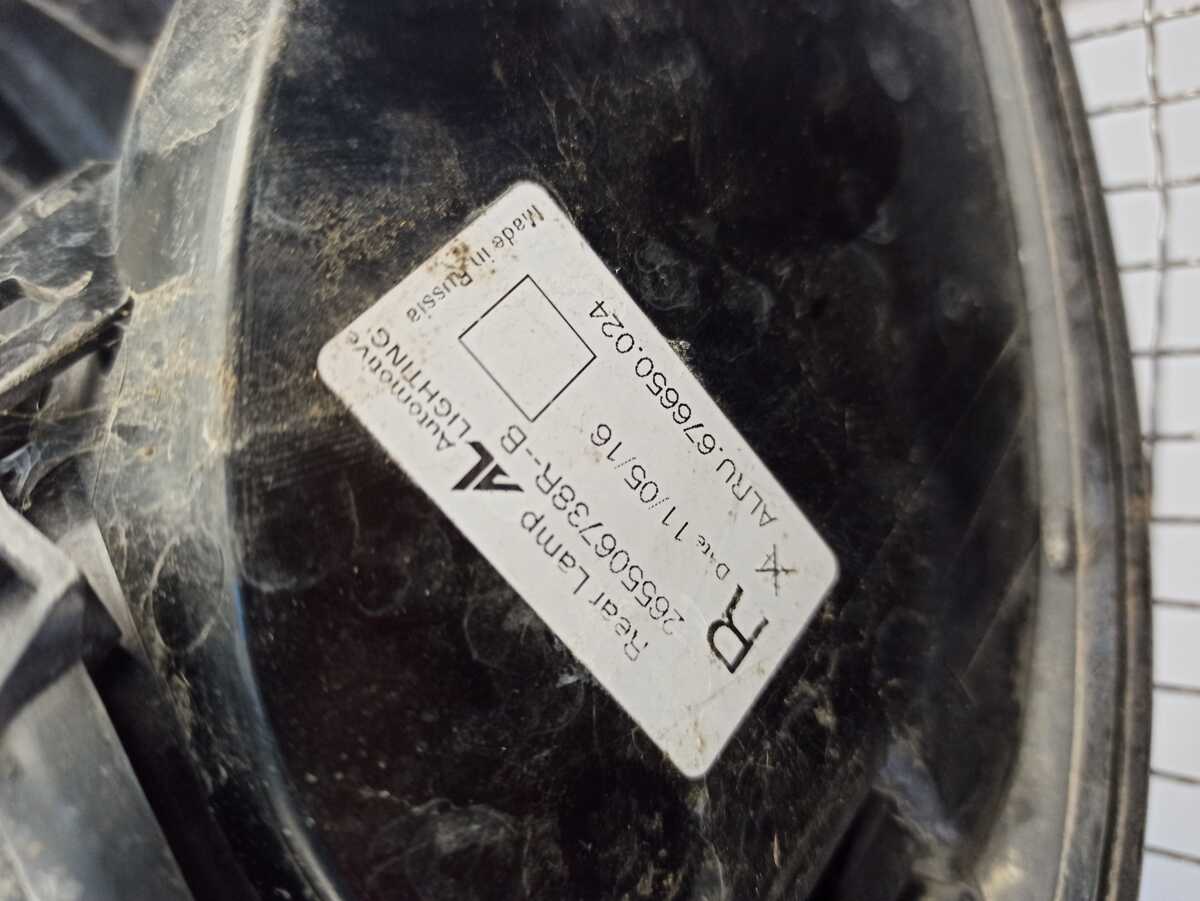 Rear Lamp AL Automotive LIGHTING.
265506738R--B Made in Russia
R
Date 11/05/16
ALRU.676650.024